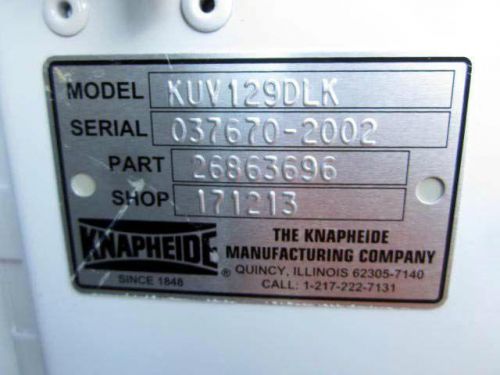 MODEL KUV129DLK
SERIAL 037670-2002
PART 26863696
SHOP 171213
KNAPHEIDE
SINCE 1848
THE KNAPHEIDE
MANUFACTURING COMPANY
® QUINCY, ILLINOIS 62305-7140
CALL: 1-217-222-7131